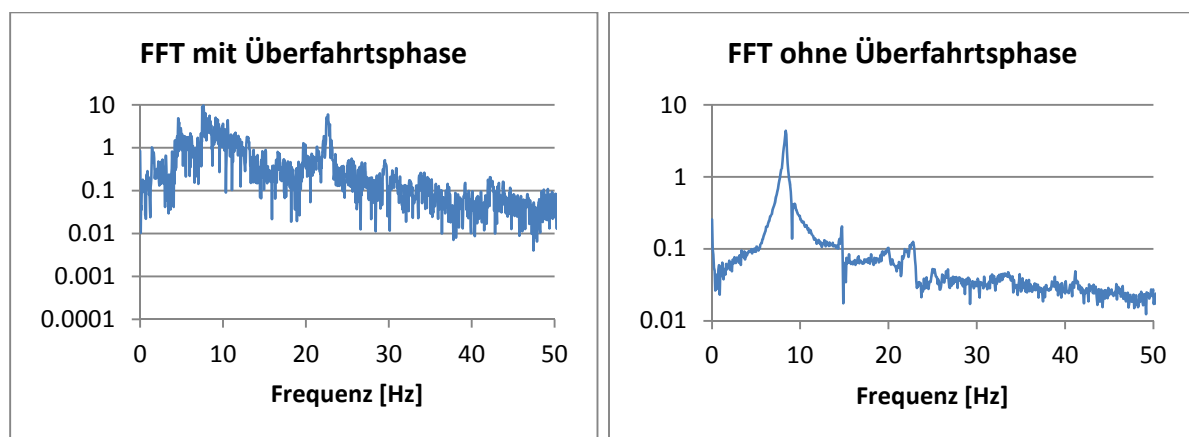 FFT mit Überfahrtsphase
10
1
0.1
0.01
0.001
0.0001
0 10 20 30 40 50
Frequenz [Hz]
FFT ohne Überfahrtsphase
10
1
0.1
0.01
0 10 20 30 40 50
Frequenz [Hz]